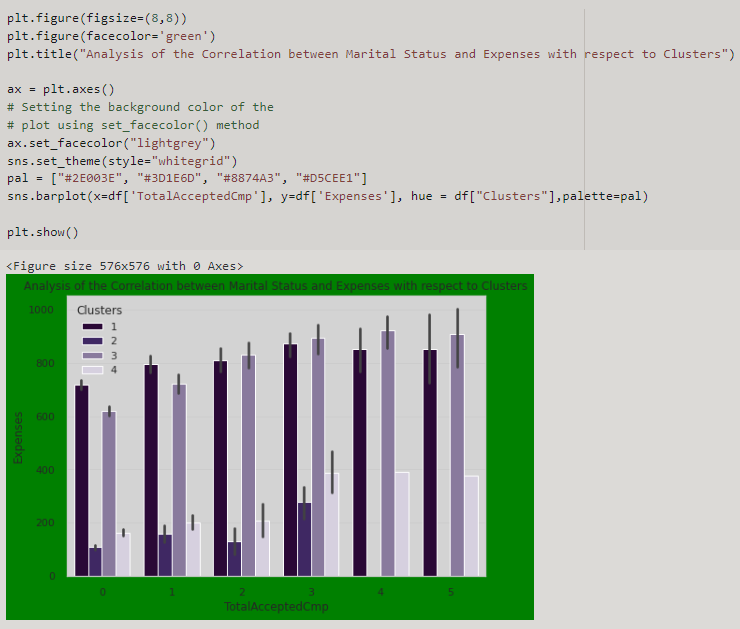 plt.figure(figsize=(8,8))
plt.figure(facecolor='green')
plt.title("Analysis of the Correlation between Marital Status and Expenses with respect to Clusters")
ax = plt.axes()
# Setting the background color of the
# plot using set_facecolor() method
ax.set_facecolor("lightgrey")
sns.set_theme(style="whitegrid")
pal = ["#2E003E", "#3D1E6D", "#8874A3", "#D5CEE1"]
sns.barplot(x=df['TotalAcceptedCmp'], y=df['Expenses'], hue = df["Clusters"],palette=pal)
plt.show()
<Figure size 576x576 with 0 Axes>
Analysis of the Correlation between Marital Status and Expenses with respect to Clusters
Clusters
1
2
3
4
1000
800
600
400
200
0
Expenses
0 1 2 3 4 5
TotalAcceptedCmp